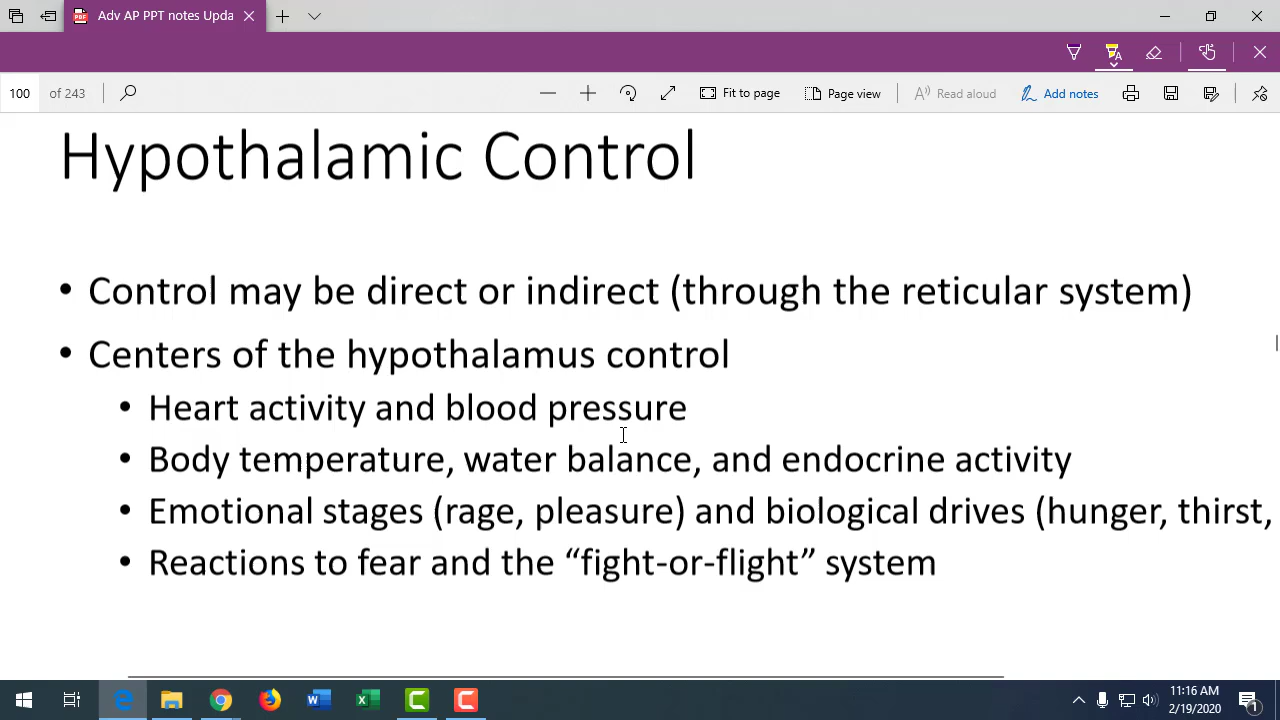 Adv AP PPT notes Upda
100 of 243 Fit to page Page view Read aloud Add notes
Hypothalamic Control
• Control may be direct or indirect (through the reticular system)
• Centers of the hypothalamus control
• Heart activity and blood pressure
• Body temperature, water balance, and endocrine activity
• Emotional stages (rage, pleasure) and biological drives (hunger, thirst,
• Reactions to fear and the “fight-or-flight” system
11:16 AM
2/19/2020